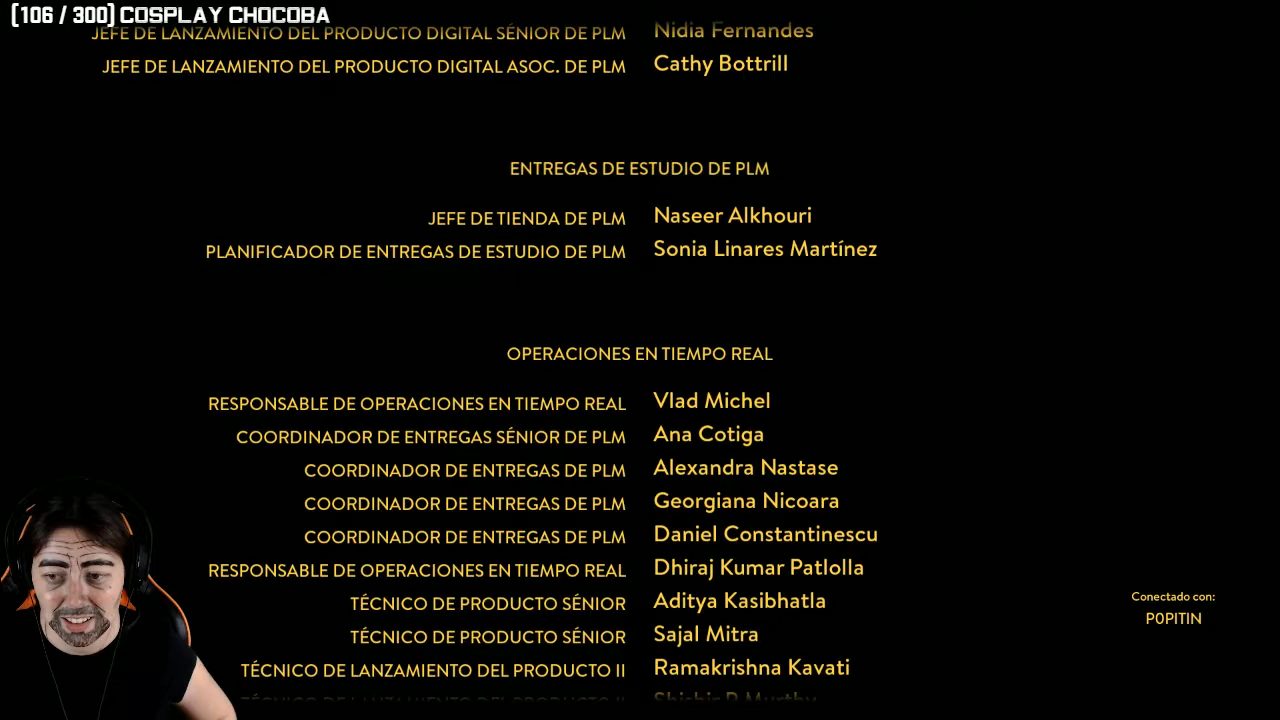 [106 / 300] COSPLAY CHOCOBA
JEFE DE LANZAMIENTO DEL PRODUCTO DIGITAL SÉNIOR DE PLM Nidia Fernandes
JEFE DE LANZAMIENTO DEL PRODUCTO DIGITAL ASOC. DE PLM Cathy Bottrill
ENTREGAS DE ESTUDIO DE PLM
JEFE DE TIENDA DE PLM Naseer Alkhouri
PLANIFICADOR DE ENTREGAS DE ESTUDIO DE PLM Sonia Linares Martínez
OPERACIONES EN TIEMPO REAL
RESPONSABLE DE OPERACIONES EN TIEMPO REAL Vlad Michel
COORDINADOR DE ENTREGAS SÉNIOR DE PLM Ana Cotiga
COORDINADOR DE ENTREGAS DE PLM Alexandra Nastase
COORDINADOR DE ENTREGAS DE PLM Georgiana Nicoara
COORDINADOR DE ENTREGAS DE PLM Daniel Constantinescu
RESPONSABLE DE OPERACIONES EN TIEMPO REAL Dhiraj Kumar Patlolla
TÉCNICO DE PRODUCTO SÉNIOR Aditya Kasibhatla
Conectado con:
P0PITIN
TÉCNICO DE PRODUCTO SÉNIOR Sajal Mitra
TÉCNICO DE LANZAMIENTO DEL PRODUCTO II Ramakrishna Kavati